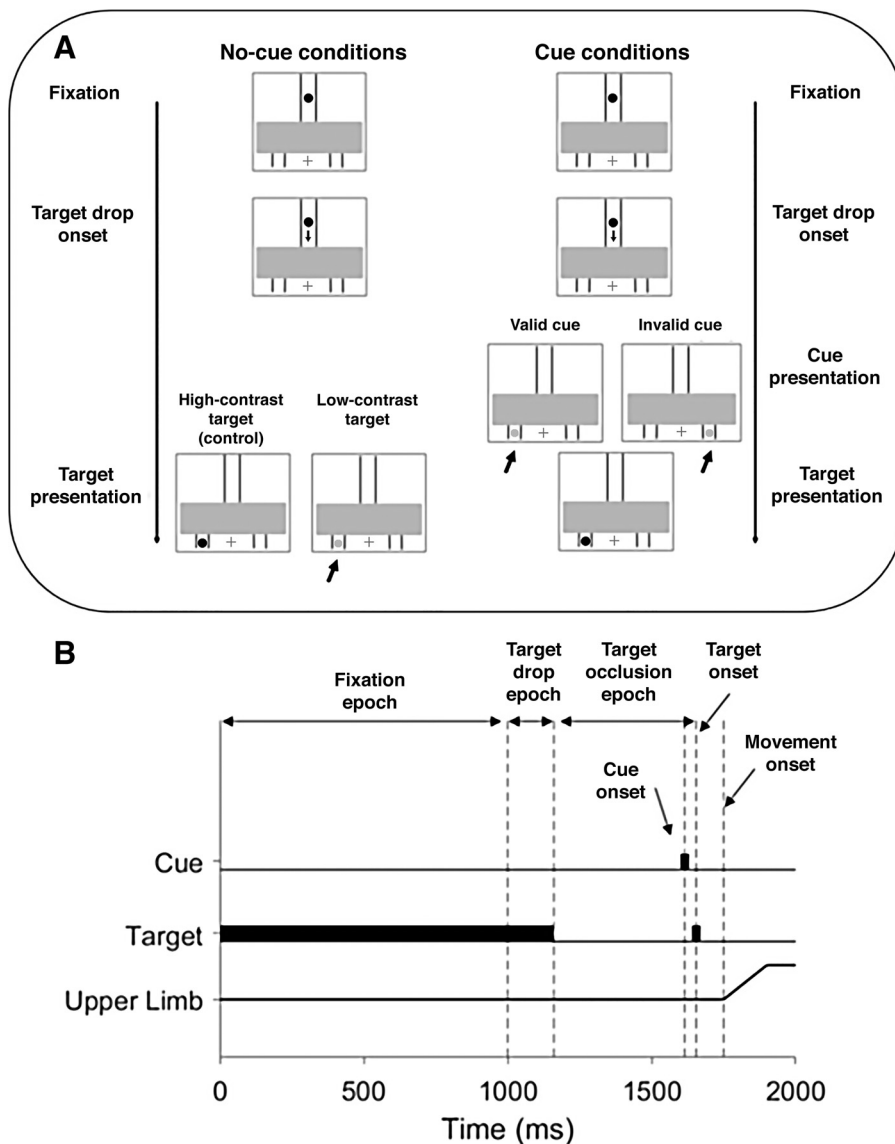 A
No-cue conditions
Cue conditions
Fixation
Fixation
Target drop
onset
Target drop
onset
Valid cue
Invalid cue
Cue
presentation
High-contrast
target
(control)
Low-contrast
target
Target
presentation
Target
presentation
B
Fixation
epoch
Target
drop
epoch
Target
occlusion
epoch
Target
onset
Movement
onset
Cue
onset
Cue
Target
Upper Limb
0
500
1000
1500
2000
Time (ms)